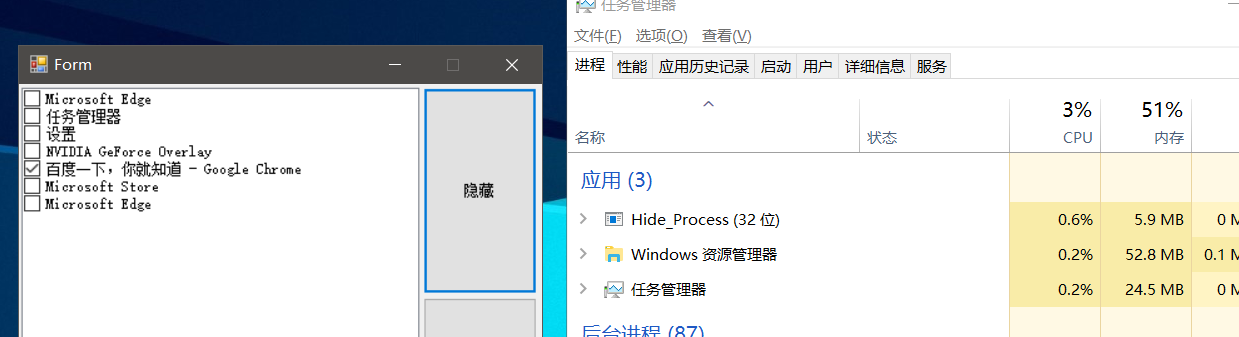 Form
Microsoft Edge
任务管理器
设置
NVIDIA GeForce Overlay
百度一下，你就知道 - Google Chrome
Microsoft Store
Microsoft Edge
隐藏
任务管理器
文件(F) 选项(O) 查看(V)
进程 性能 应用历史记录 启动 用户 详细信息 服务
3% 51%
名称 状态 CPU 内存
应用 (3)
Hide_Process (32 位) 0.6% 5.9 MB 0 M
Windows 资源管理器 0.2% 52.8 MB 0.1 M
任务管理器 0.2% 24.5 MB 0 M
后台进程 (87)